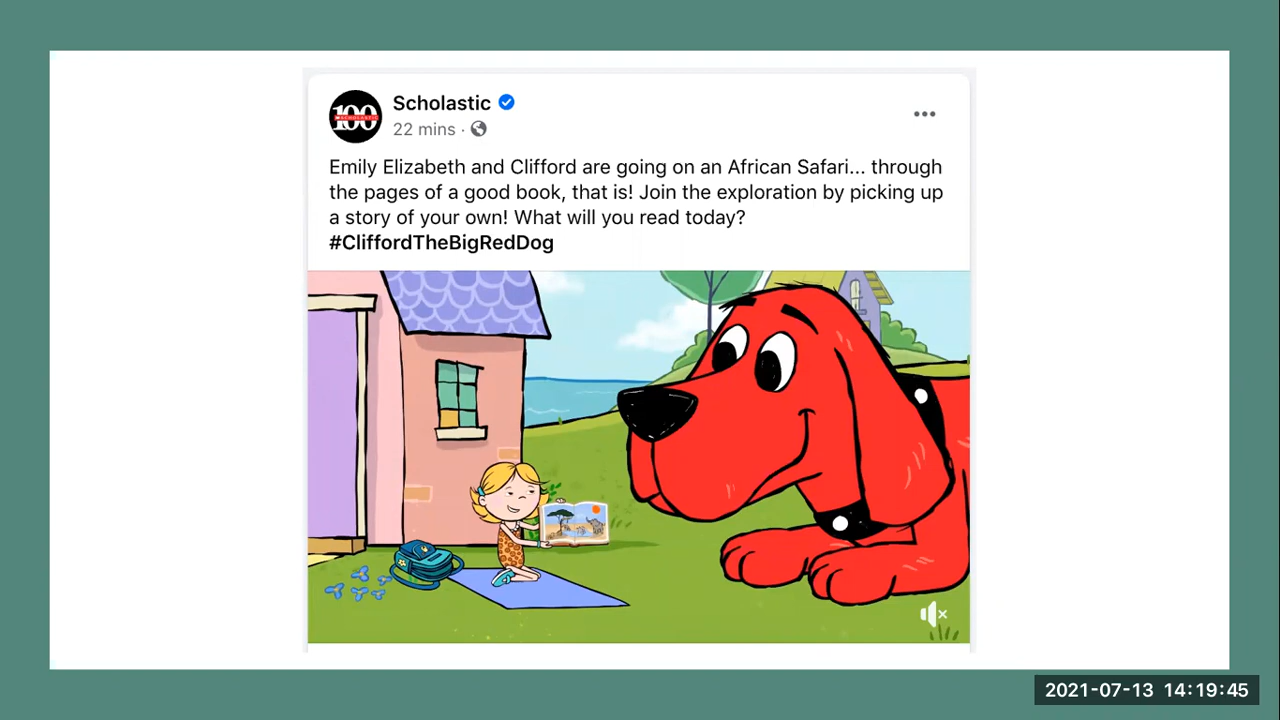 100
SCHOLASTIC
Scholastic
22 mins ·
Emily Elizabeth and Clifford are going on an African Safari... through
the pages of a good book, that is! Join the exploration by picking up
a story of your own! What will you read today?
#CliffordTheBigRedDog
2021-07-13 14:19:45